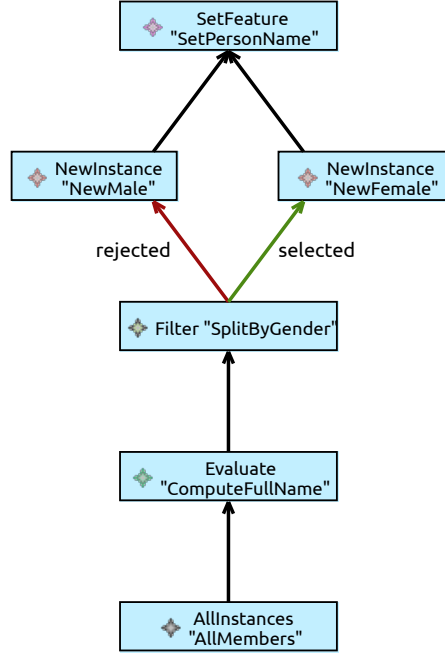 SetFeature
"SetPersonName"
NewInstance
"NewMale"
NewInstance
"NewFemale"
rejected
selected
Filter "SplitByGender"
Evaluate
"ComputeFullName"
AllInstances
"AllMembers"